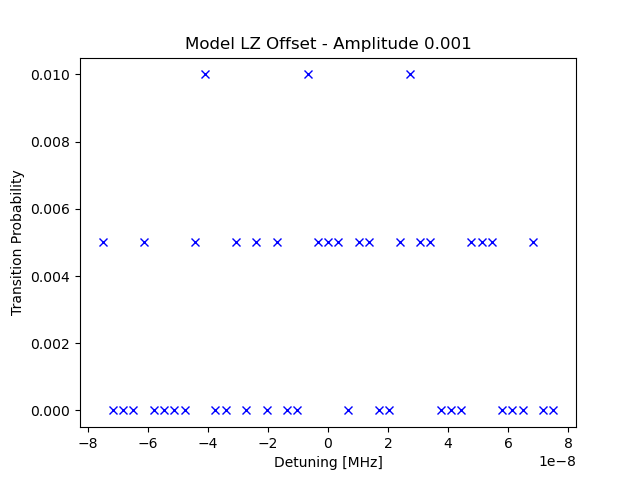 Model LZ Offset - Amplitude 0.001
0.010
0.008
0.006
0.004
0.002
0.000
Transition Probability
−8 −6 −4 −2 0 2 4 6 8
1e−8
Detuning [MHz]